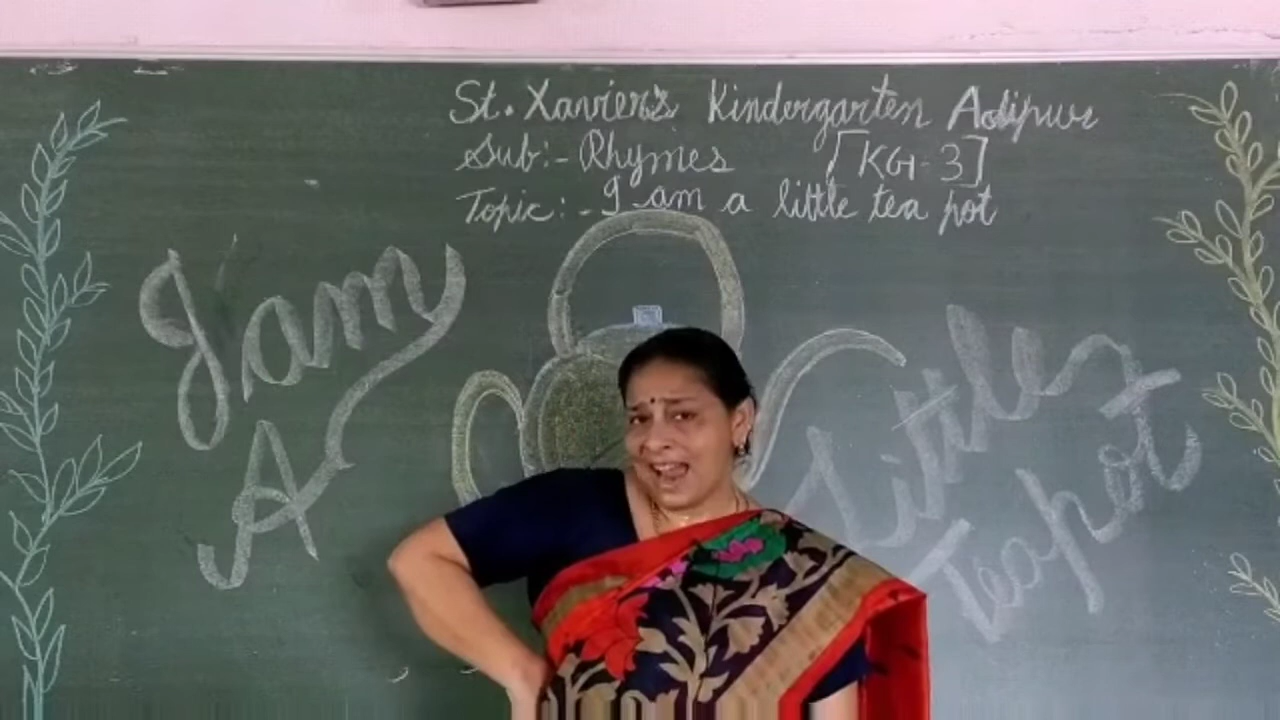 St. Xavier's Kindergarten Adipur
Sub:- Rhymes [KG-3]
Topic:- I am a little tea pot
I am
A
Little
Teapot